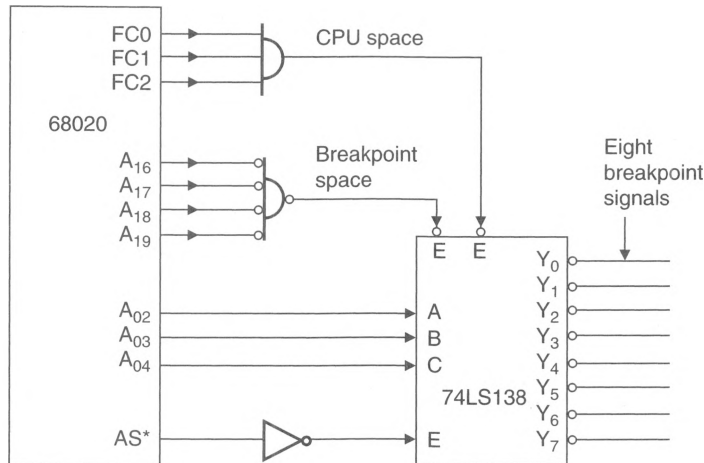 FC0
FC1
FC2
CPU space
68020
A16
A17
A18
A19
Breakpoint
space
Eight
breakpoint
signals
E E
A02
A03
A04
AS*
A
B
C
E
74LS138
Y0
Y1
Y2
Y3
Y4
Y5
Y6
Y7